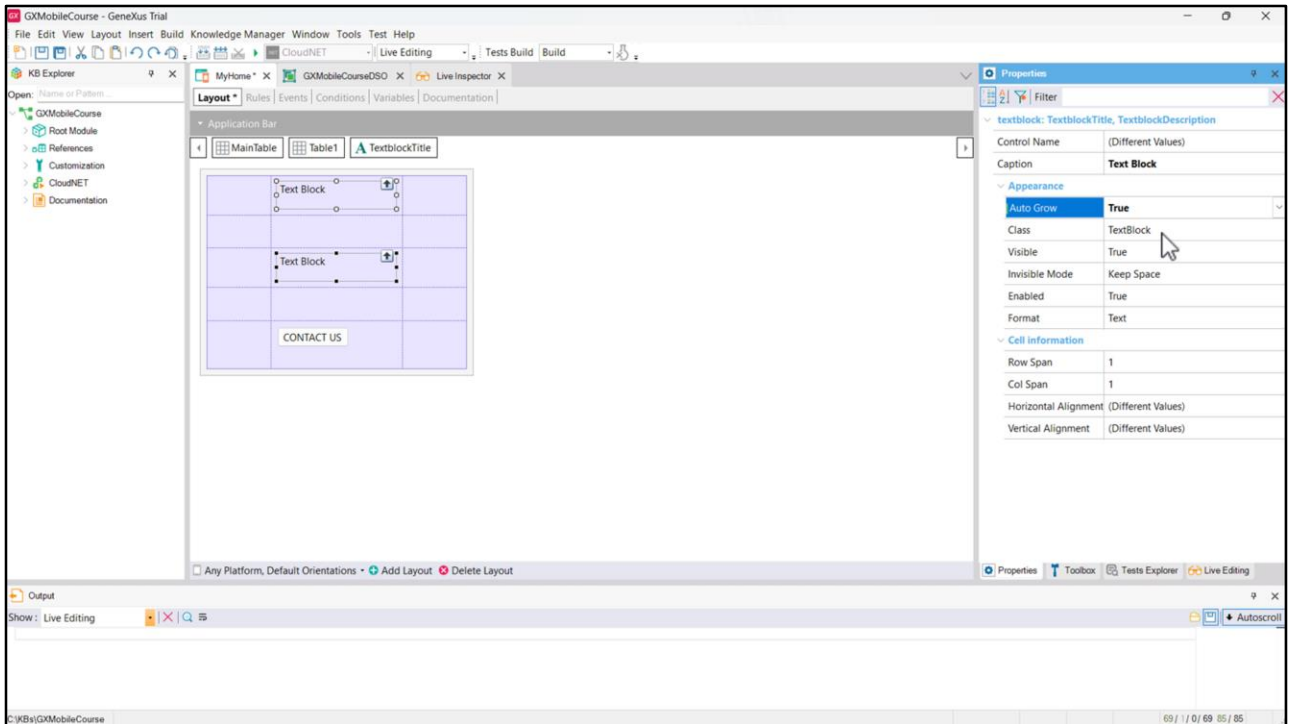 GX GeneXus Trial
GXMobileCourse - GeneXus Trial
File Edit View Layout Insert Build Knowledge Manager Window Tools Test Help
CloudNET Live Editing Tests Build Build
KB Explorer
MyHome* X GXMobileCourseDSO X Live Inspector X
Properties
Open: Name or Pattern...
Layout * Rules Events Conditions Variables Documentation
Filter
GXMobileCourse
Root Module
References
Customization
CloudNET
Documentation
Application Bar
MainTable Table1 A TextblockTitle
Text Block
Text Block
CONTACT US
textblock: TextblockTitle, TextblockDescription
Control Name (Different Values)
Caption Text Block
Appearance
Auto Grow True
Class TextBlock
Visible True
Invisible Mode Keep Space
Enabled True
Format Text
Cell information
Row Span 1
Col Span 1
Horizontal Alignment (Different Values)
Vertical Alignment (Different Values)
Any Platform, Default Orientations Add Layout Delete Layout
Properties Toolbox Tests Explorer Live Editing
Output
Show: Live Editing
Autoscroll
C:\KBs\GXMobileCourse
69 / 1 / 0 / 69 85 / 85